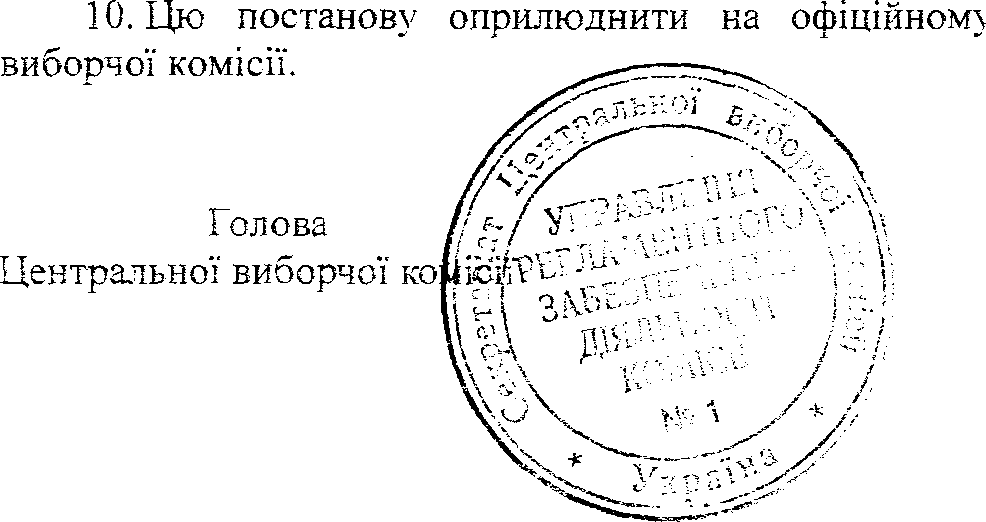 10. Цю постанову оприлюднити на офіційному
виборчої комісії.
Голова
Центральної виборчої комісії
Секретаріат Центральної виборчої комісії
УПРАВЛІННЯ
РЕГЛАМЕНТНОГО
ЗАБЕЗПЕЧЕННЯ
ДІЯЛЬНОСТІ
КОМІСІЇ
№ 1
* Україна *